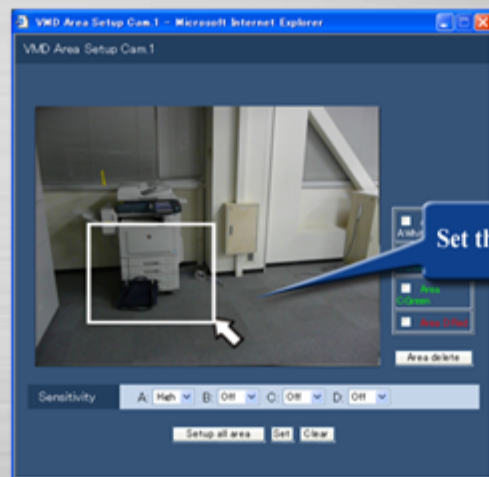 VMD Area Setup Cam.1 - Microsoft Internet Explorer
VMD Area Setup Cam.1
Set th
Area
C:Green
Area delete
Sensitivity A: High B: Off C: Off D: Off
Setup all area Set Clear